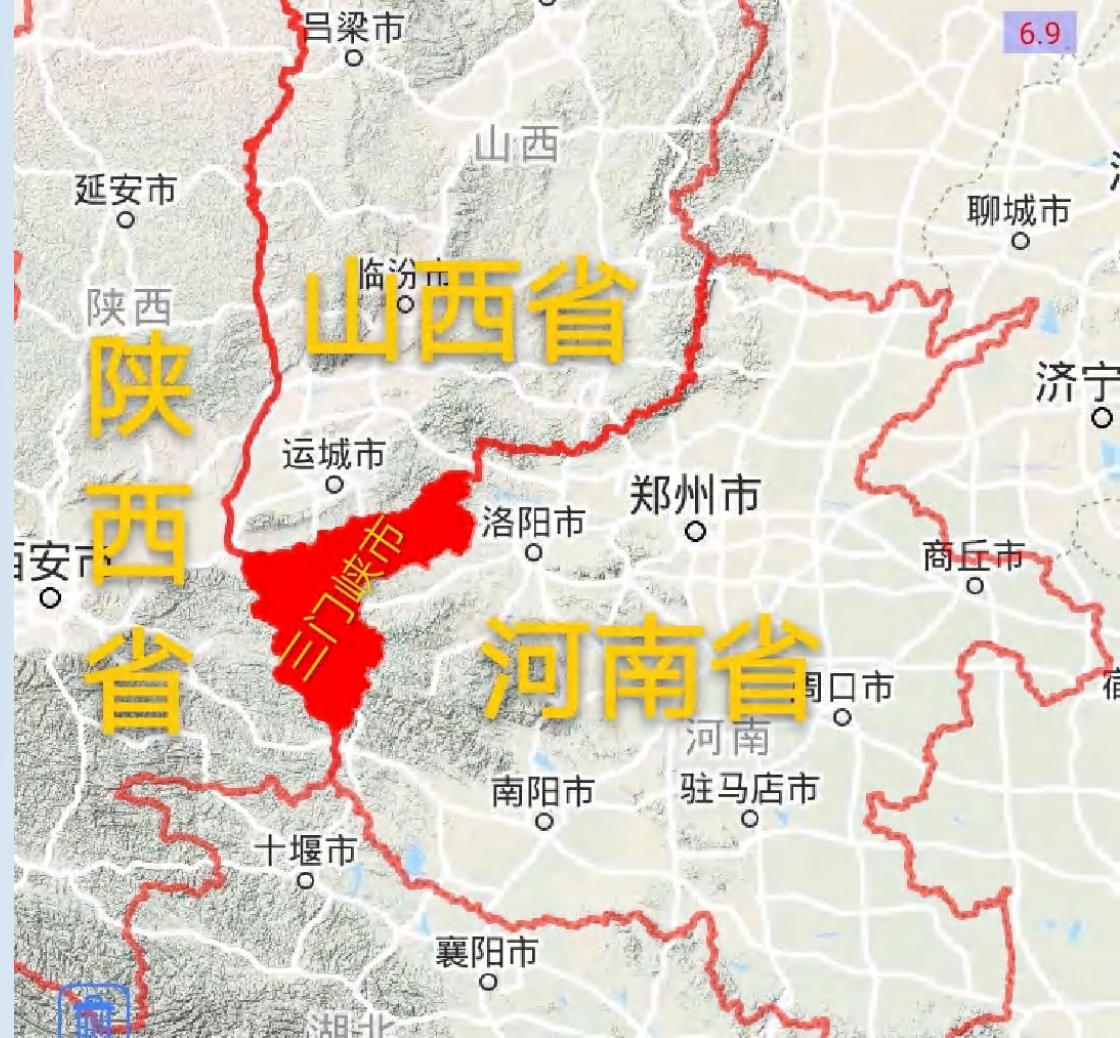 吕梁市
6.9
山西
延安市
聊城市
临汾市
陕西
山西省
陕西省
济宁
运城市
郑州市
洛阳市
三门峡市
西安市
商丘市
河南省
周口市
河南
南阳市
驻马店市
十堰市
襄阳市
湖北